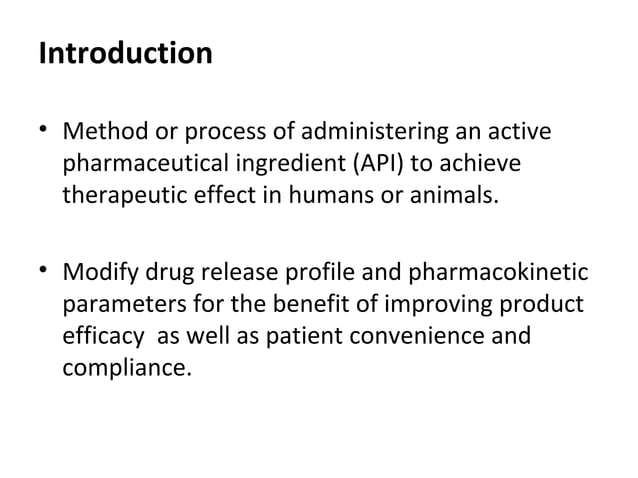 Introduction
• Method or process of administering an active
pharmaceutical ingredient (API) to achieve
therapeutic effect in humans or animals.
• Modify drug release profile and pharmacokinetic
parameters for the benefit of improving product
efficacy  as well as patient convenience and
compliance.